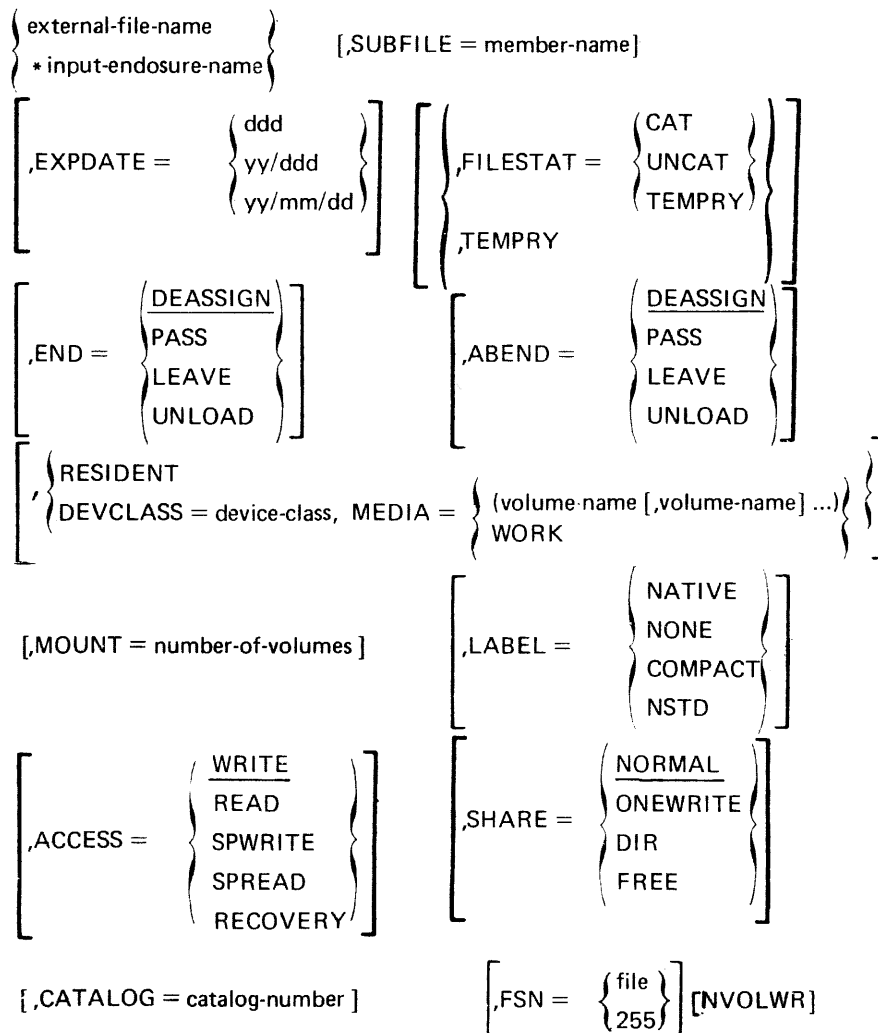 external-file-name
* input-endosure-name
[,SUBFILE = member-name]
,EXPDATE =
ddd
yy/ddd
yy/mm/dd
,FILESTAT =
CAT
UNCAT
TEMPRY
,TEMPRY
,END =
DEASSIGN
PASS
LEAVE
UNLOAD
,ABEND =
DEASSIGN
PASS
LEAVE
UNLOAD
,
RESIDENT
DEVCLASS = device-class, MEDIA =
(volume-name [,volume-name] ...)
WORK
[,MOUNT = number-of-volumes ]
,LABEL =
NATIVE
NONE
COMPACT
NSTD
,ACCESS =
WRITE
READ
SPWRITE
SPREAD
RECOVERY
,SHARE =
NORMAL
ONEWRITE
DIR
FREE
[ ,CATALOG = catalog-number ]
,FSN =
file
255
[NVOLWR]